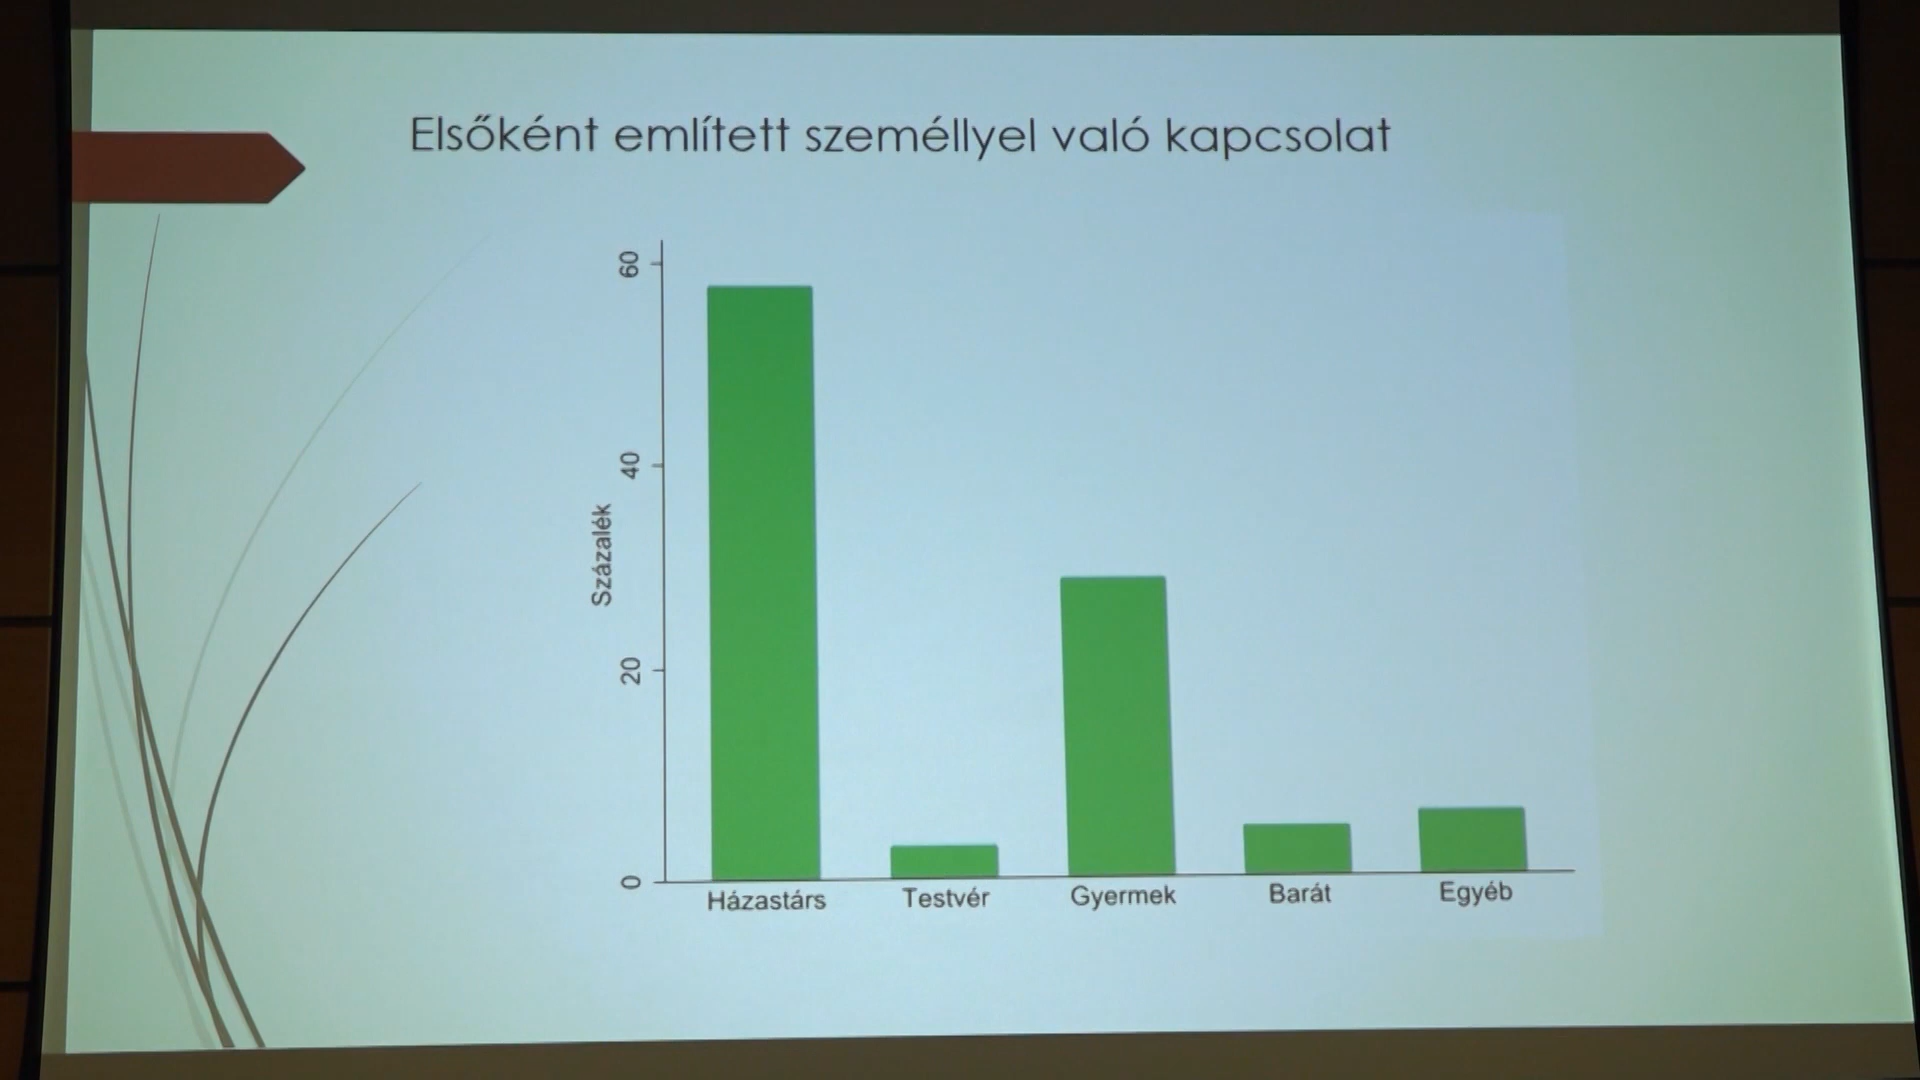 Elsőként említett személlyel való kapcsolat
60
40
20
0
Százalék
Házastárs Testvér Gyermek Barát Egyéb